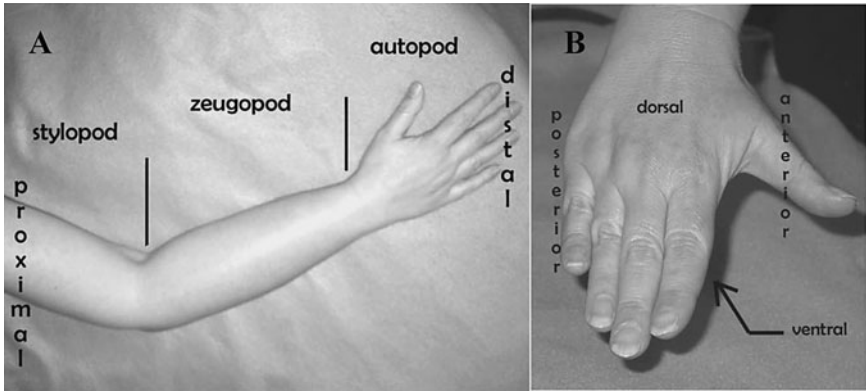 A
autopod
zeugopod
stylopod
proximal
distal
B
dorsal
posterior
anterior
ventral